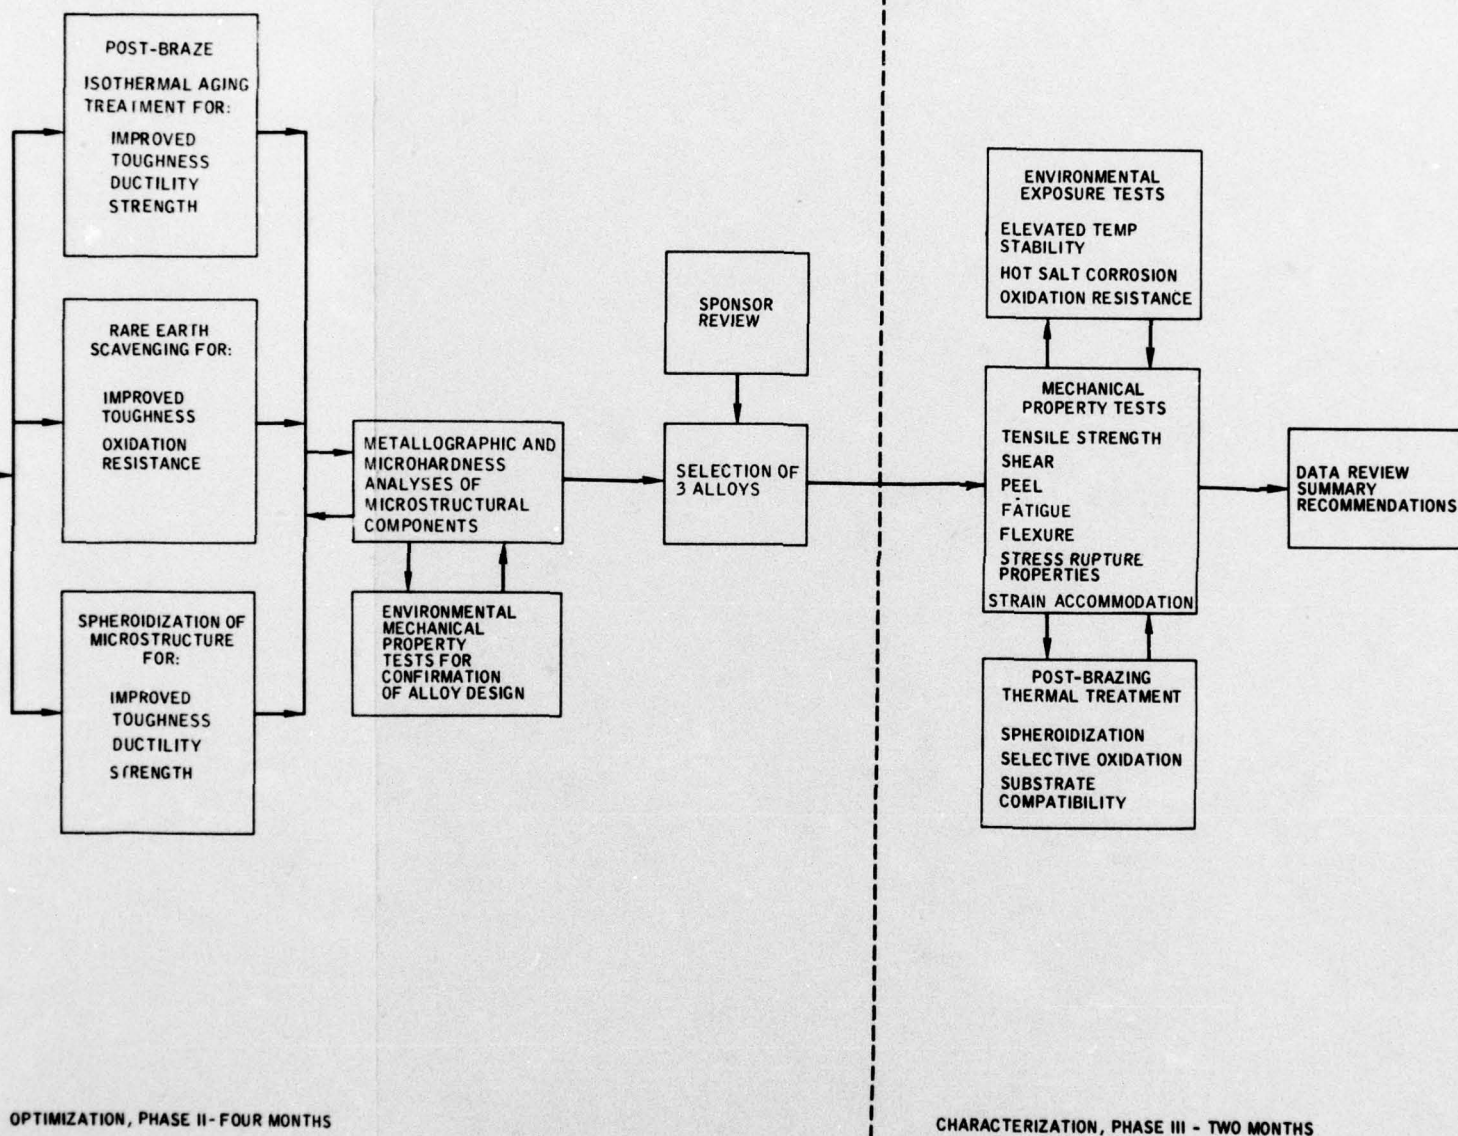 POST-BRAZE
ISOTHERMAL AGING
TREATMENT FOR:
IMPROVED
TOUGHNESS
DUCTILITY
STRENGTH
RARE EARTH
SCAVENGING FOR:
IMPROVED
TOUGHNESS
OXIDATION
RESISTANCE
SPHEROIDIZATION OF
MICROSTRUCTURE
FOR:
IMPROVED
TOUGHNESS
DUCTILITY
STRENGTH
METALLOGRAPHIC AND
MICROHARDNESS
ANALYSES OF
MICROSTRUCTURAL
COMPONENTS
ENVIRONMENTAL
MECHANICAL
PROPERTY
TESTS FOR
CONFIRMATION
OF ALLOY DESIGN
SPONSOR
REVIEW
SELECTION OF
3 ALLOYS
ENVIRONMENTAL
EXPOSURE TESTS
ELEVATED TEMP
STABILITY
HOT SALT CORROSION
OXIDATION RESISTANCE
MECHANICAL
PROPERTY TESTS
TENSILE STRENGTH
SHEAR
PEEL
FATIGUE
FLEXURE
STRESS RUPTURE
PROPERTIES
STRAIN ACCOMMODATION
POST-BRAZING
THERMAL TREATMENT
SPHEROIDIZATION
SELECTIVE OXIDATION
SUBSTRATE
COMPATIBILITY
DATA REVIEW
SUMMARY
RECOMMENDATIONS
OPTIMIZATION, PHASE II- FOUR MONTHS
CHARACTERIZATION, PHASE III - TWO MONTHS